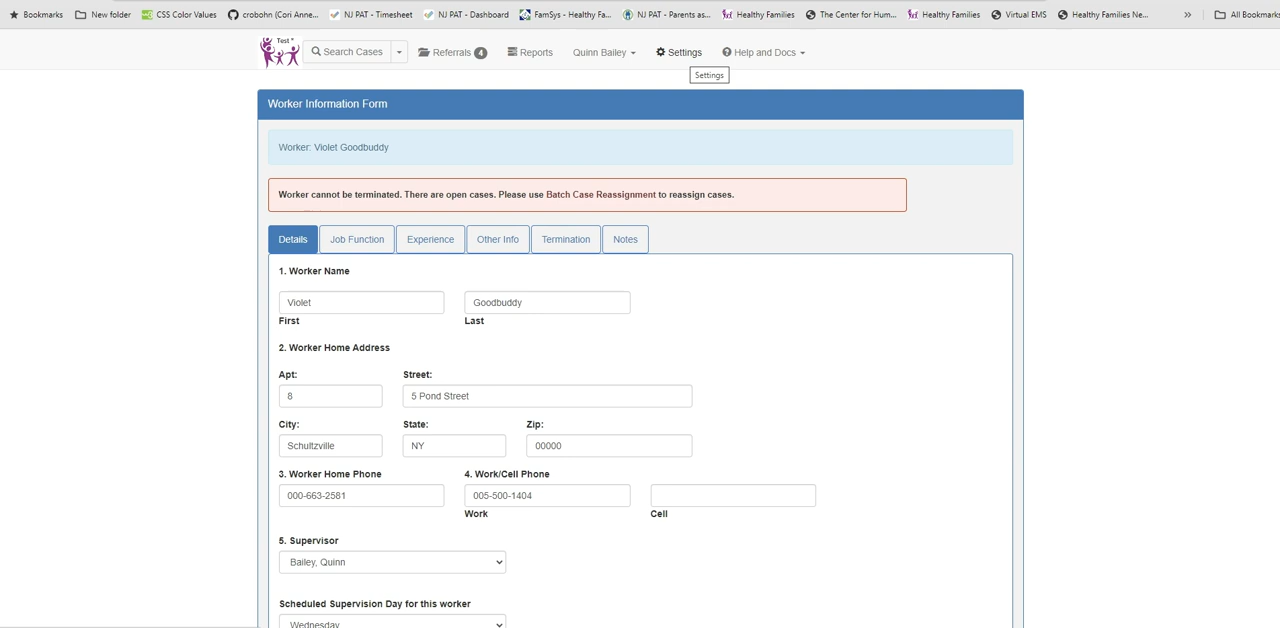 Bookmarks New folder CSS Color Values crobohn (Cori Anne... NJ PAT - Timesheet NJ PAT - Dashboard FamSys - Healthy Fa... NJ PAT - Parents as... Healthy Families The Center for Hum... Healthy Families Virtual EMS Healthy Families Ne... » All Bookmarks
Test *
Search Cases Referrals 4 Reports Quinn Bailey Settings Help and Docs
Settings
Worker Information Form
Worker: Violet Goodbuddy
Worker cannot be terminated. There are open cases. Please use Batch Case Reassignment to reassign cases.
Details Job Function Experience Other Info Termination Notes
1. Worker Name
Violet Goodbuddy
First Last
2. Worker Home Address
Apt: Street:
8 5 Pond Street
City: State: Zip:
Schultzville NY 00000
3. Worker Home Phone 4. Work/Cell Phone
000-663-2581 005-500-1404
Work Cell
5. Supervisor
Bailey, Quinn
Scheduled Supervision Day for this worker
Wednesday